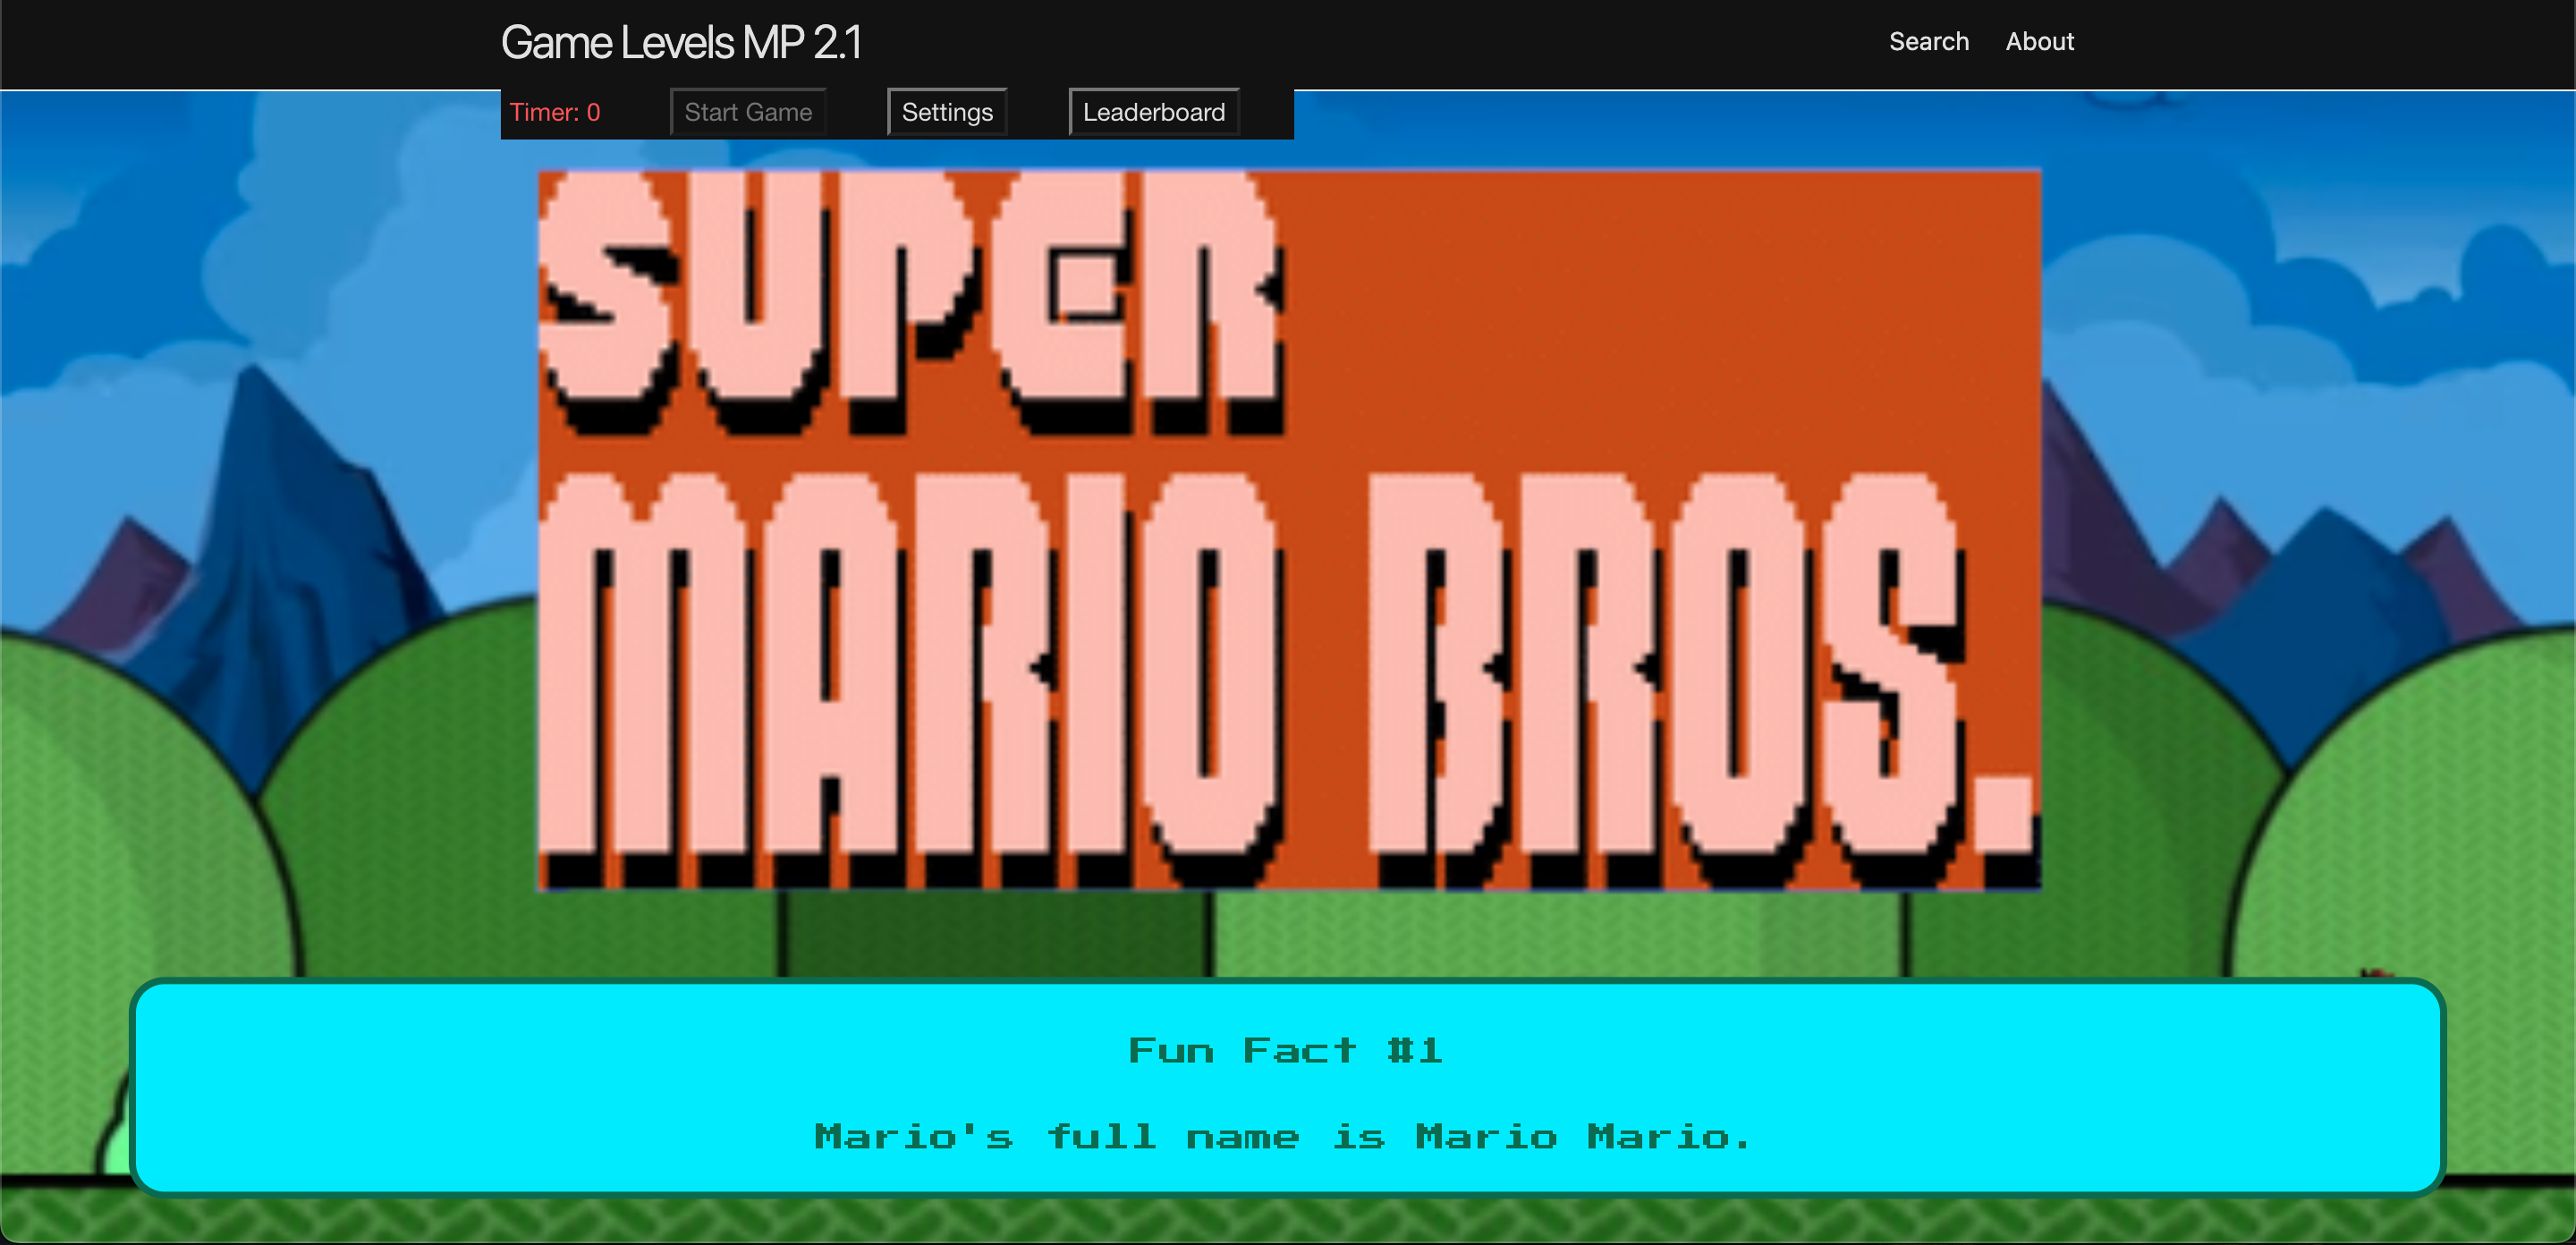 Game Levels MP 2.1
Search About
Timer: 0 Start Game Settings Leaderboard
SUPER
MARIO BROS.
Fun Fact #1
Mario's full name is Mario Mario.